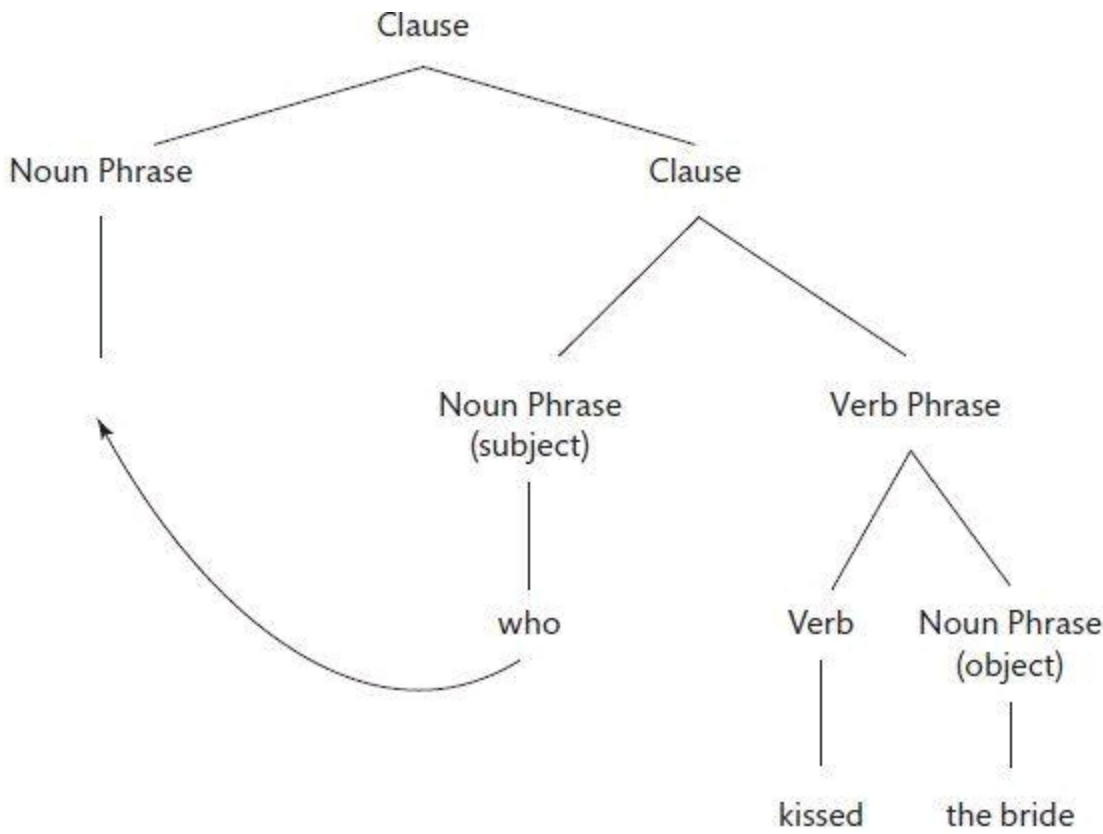 Clause
Noun Phrase
Clause
Noun Phrase
(subject)
Verb Phrase
who
Verb
Noun Phrase
(object)
kissed
the bride